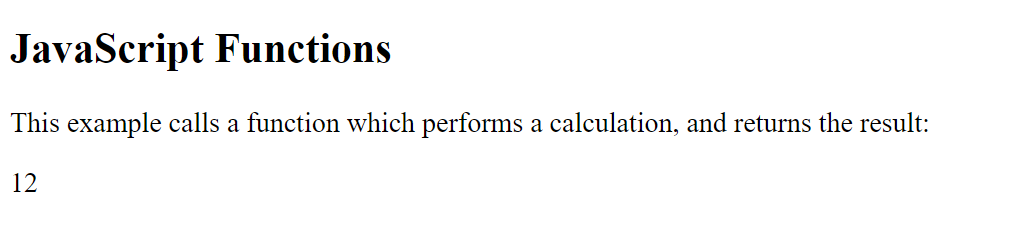 JavaScript Functions
This example calls a function which performs a calculation, and returns the result:
12